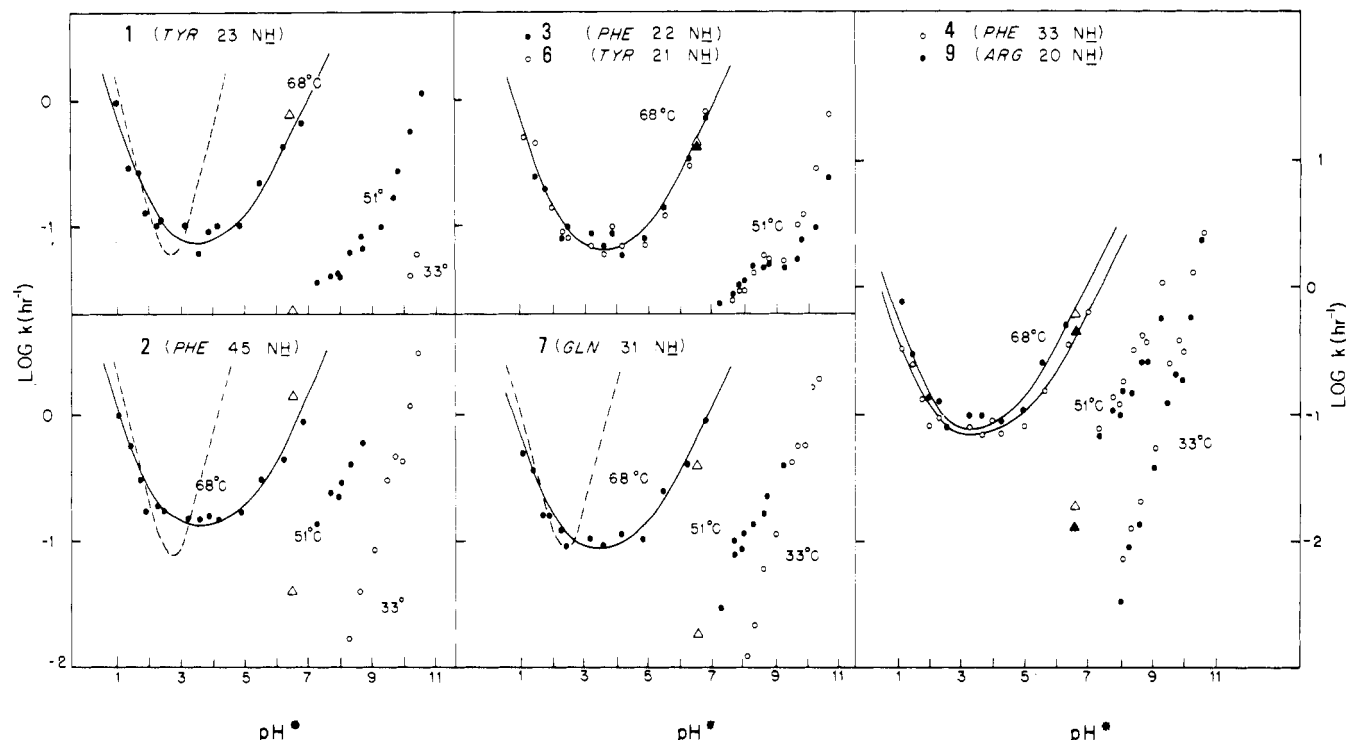 1 (TYR 23 NH)
68°C
0
-1
51°
33°
LOG k (hr⁻¹)
2 (PHE 45 NH)
68°C
0
-1
-2
51°C
33°
1 3 5 7 9 11
pH*
3 (PHE 22 NH)
6 (TYR 21 NH)
68°C
51°C
7 (GLN 31 NH)
68°C
51°C
33°C
1 3 5 7 9 11
pH*
4 (PHE 33 NH)
9 (ARG 20 NH)
68°C
51°C
33°C
1
0
-1
-2
LOG k (hr⁻¹)
1 3 5 7 9 11
pH*